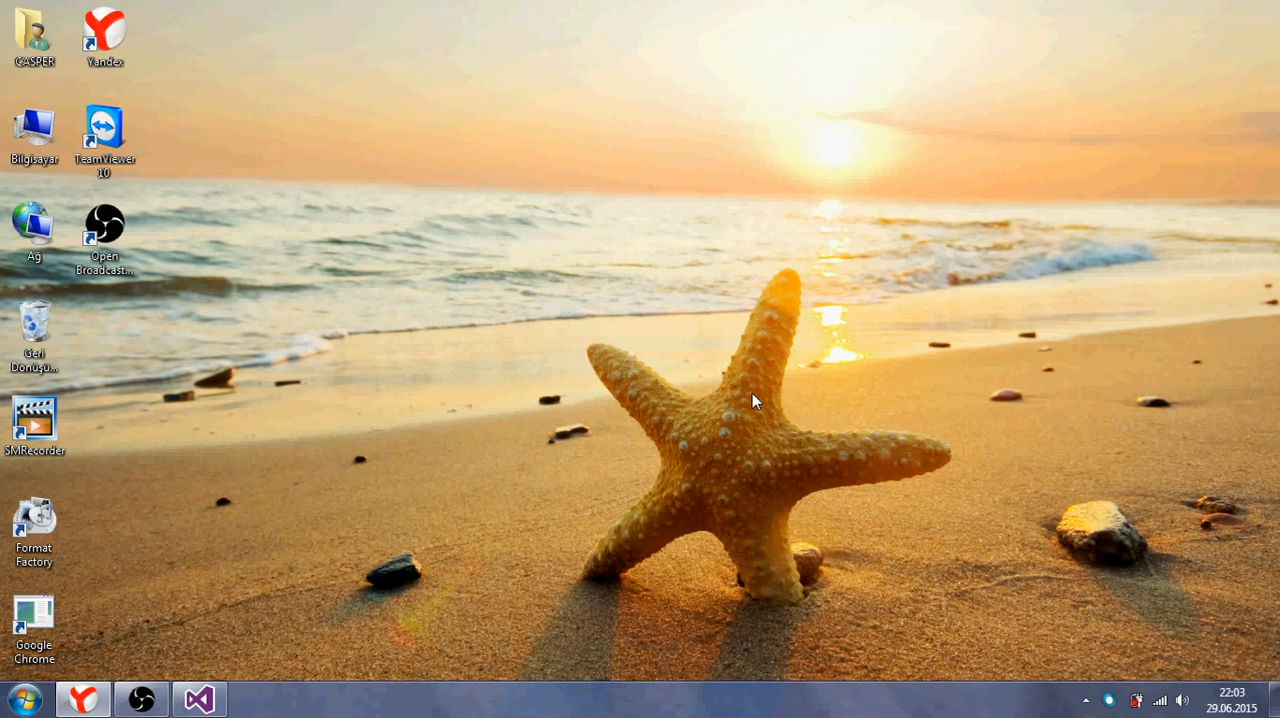 GASPER
Yandex
Bilgisayar
TeamViewer
10
Ağ
Open
Broadcast...
Geri
Dönüşü...
SMRecorder
Format
Factory
Google
Chrome
22:03
29.06.2015